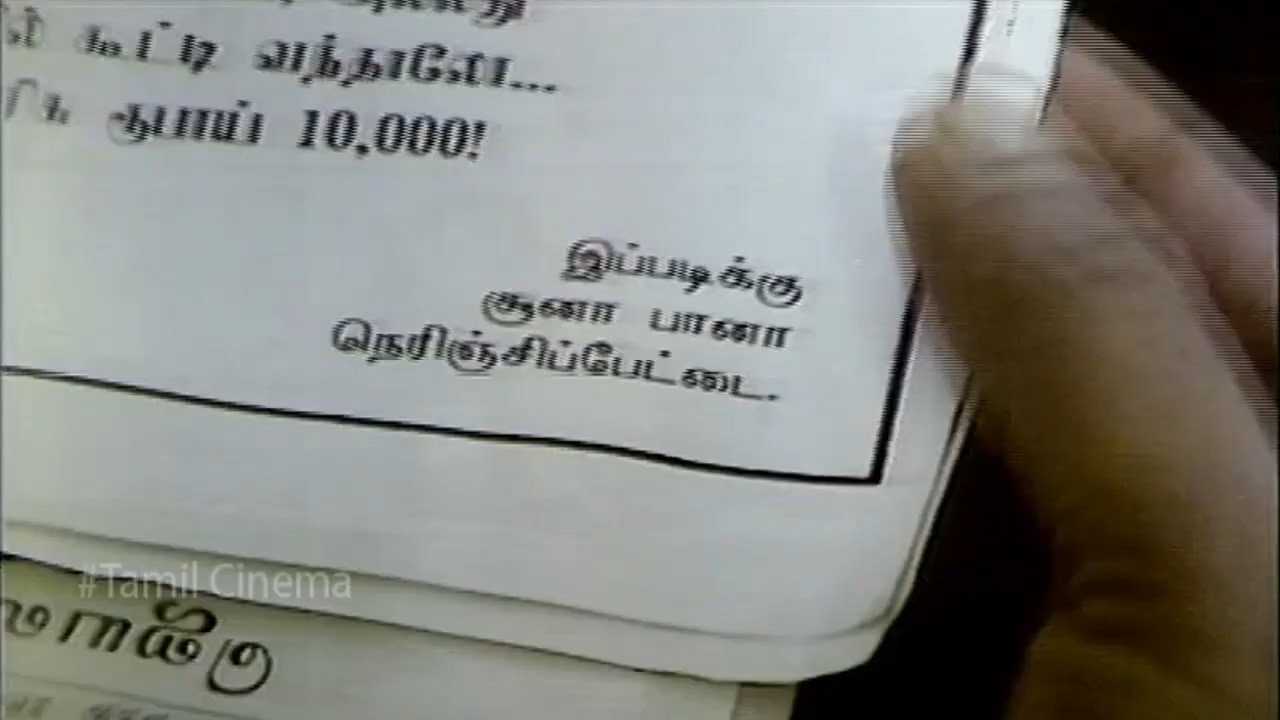 கூட்டி வந்தாலோ...
ரூபாய் 10,000!
இப்படிக்கு
சூனா பானா
நெரிஞ்சிப்பேட்டை.
#Tamil Cinema